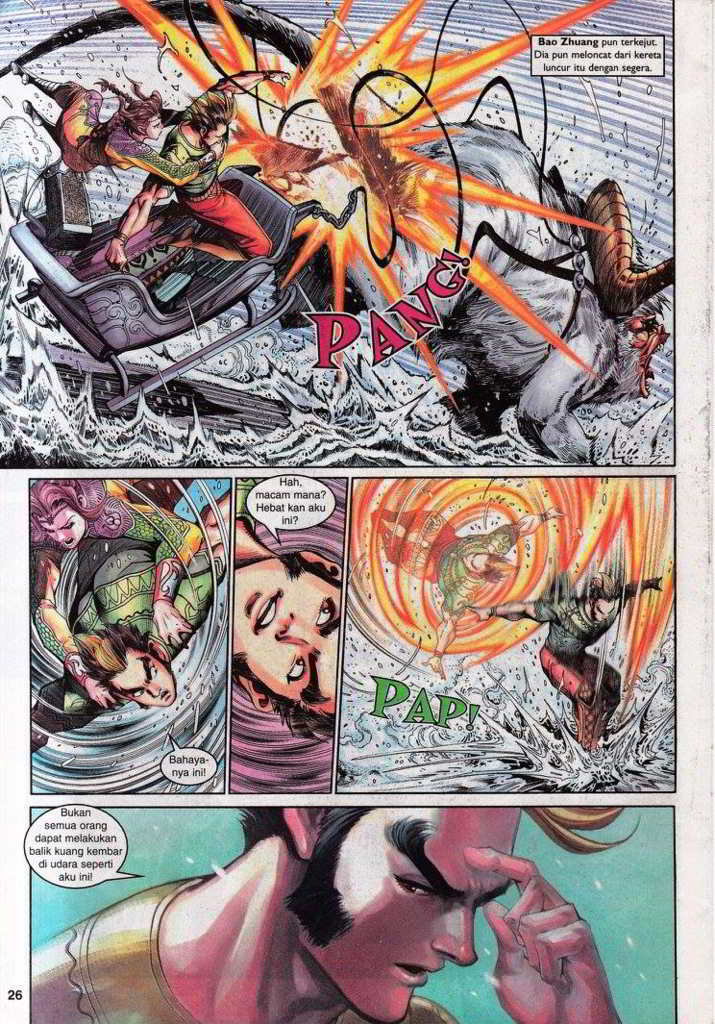 Bao Zhuang pun terkejut.
Dia pun meloncat dari kereta
luncur itu dengan segera.
PANG!
Bahaya-
nya ini!
Hah,
macam mana?
Hebat kan aku
ini?
PAP!
Bukan
semua orang
dapat melakukan
balik kuang kembar
di udara seperti
aku ini!
26